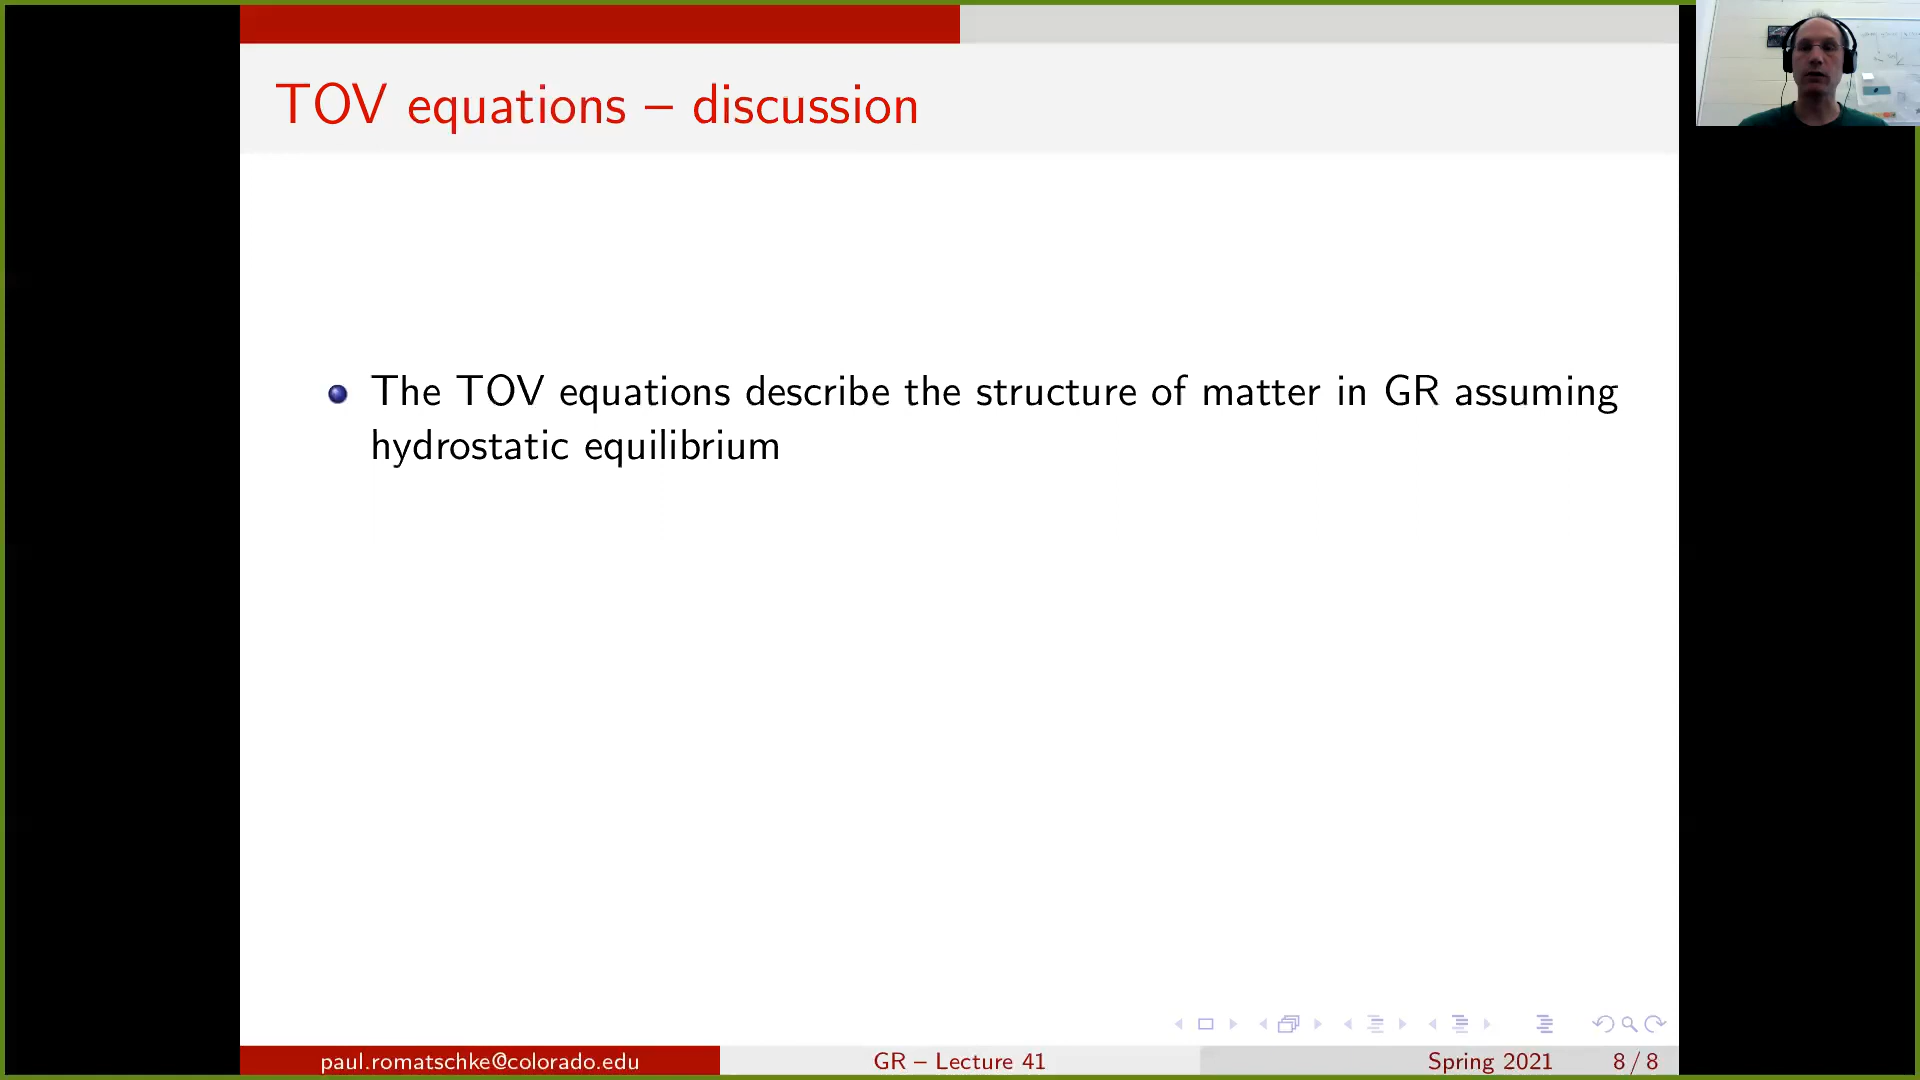 TOV equations – discussion
The TOV equations describe the structure of matter in GR assuming
hydrostatic equilibrium
paul.romatschke@colorado.edu
GR – Lecture 41
Spring 2021
8 / 8